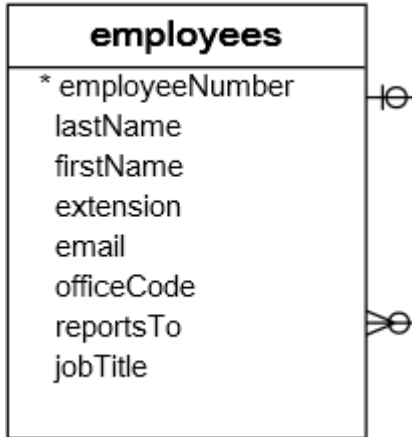 employees
* employeeNumber
lastName
firstName
extension
email
officeCode
reportsTo
jobTitle